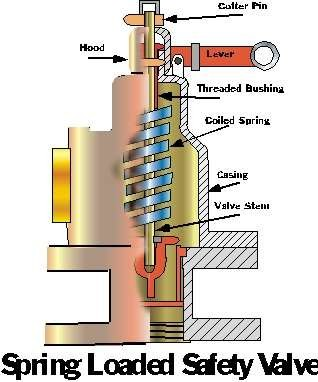 Cotter Pin
Hood
Lever
Threaded Bushing
Coiled Spring
Casing
Valve Stem
Spring Loaded Safety Valve